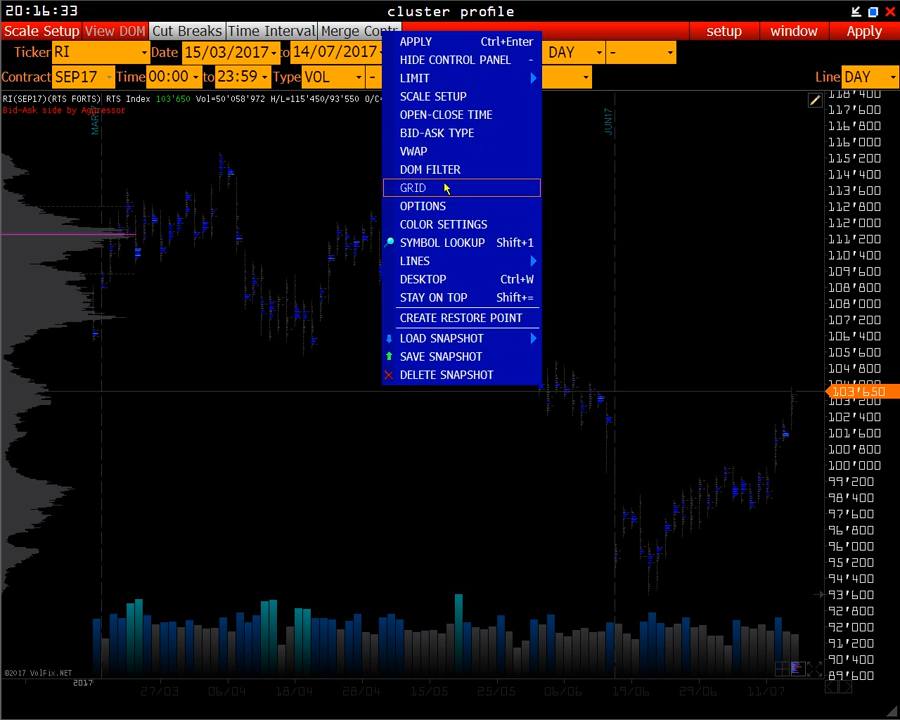 20:16:33
cluster profile
Scale Setup View DOM Cut Breaks Time Interval Merge Contr
setup window Apply
Ticker RI Date 15/03/2017 to 14/07/2017 DAY -
Contract SEP17 Time 00:00 to 23:59 Type VOL - Line DAY
RI(SEP17)(RTS FORTS) RTS Index 103'650 Vol=50'058'972 H/L=115'450/93'550 O/C=
Bid-Ask side by Aggressor
JUN17
APPLY Ctrl+Enter
HIDE CONTROL PANEL -
LIMIT
SCALE SETUP
OPEN-CLOSE TIME
BID-ASK TYPE
VWAP
DOM FILTER
GRID
OPTIONS
COLOR SETTINGS
SYMBOL LOOKUP Shift+1
LINES
DESKTOP Ctrl+W
STAY ON TOP Shift+=
CREATE RESTORE POINT
LOAD SNAPSHOT
SAVE SNAPSHOT
DELETE SNAPSHOT
118'400
117'600
116'800
115'200
114'400
113'600
112'800
112'000
111'200
110'400
109'600
108'800
108'000
107'200
106'400
105'600
104'800
103'650
103'200
102'400
101'600
100'800
100'000
99'200
98'400
97'600
96'800
96'000
95'200
94'400
93'600
92'800
92'000
91'200
90'400
89'600
©2017 VolFix.NET
2017
27/03 06/04 18/04 28/04 15/05 25/05 06/06 19/06 29/06 11/07